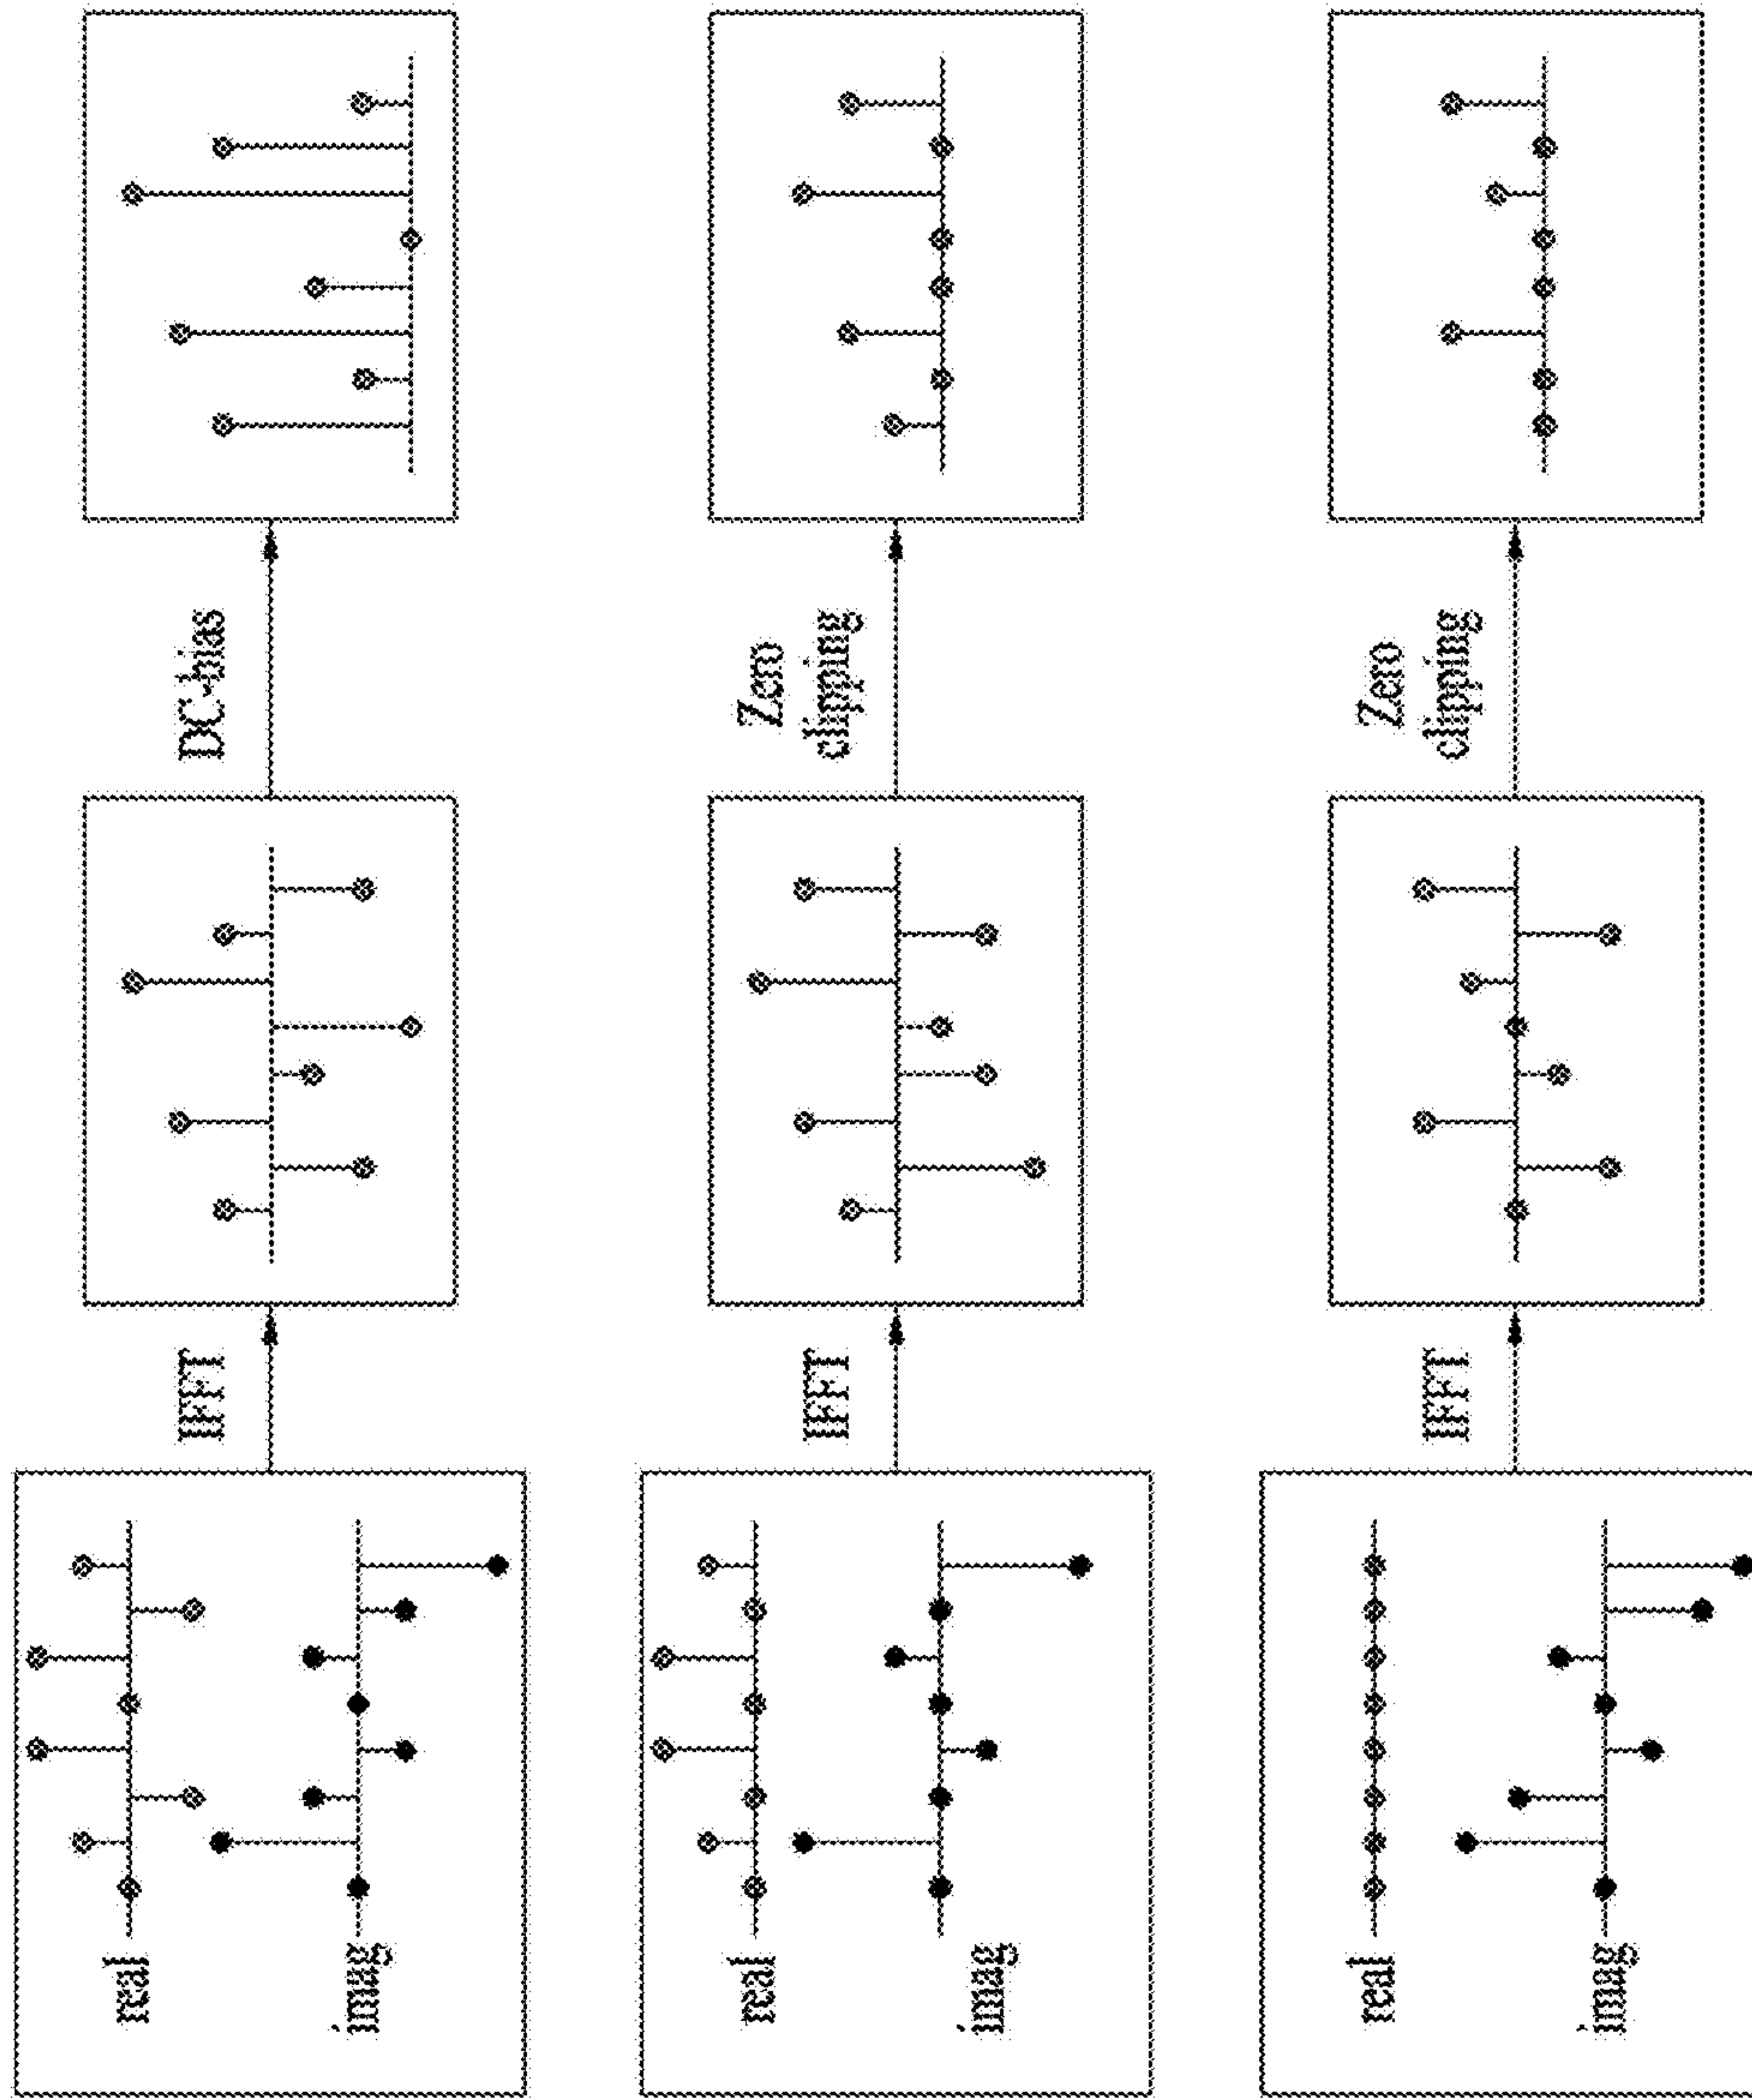 real
imag
IFFT
DC-bias
real
imag
IFFT
Zero
clipping
real
imag
IFFT
Zero
clipping